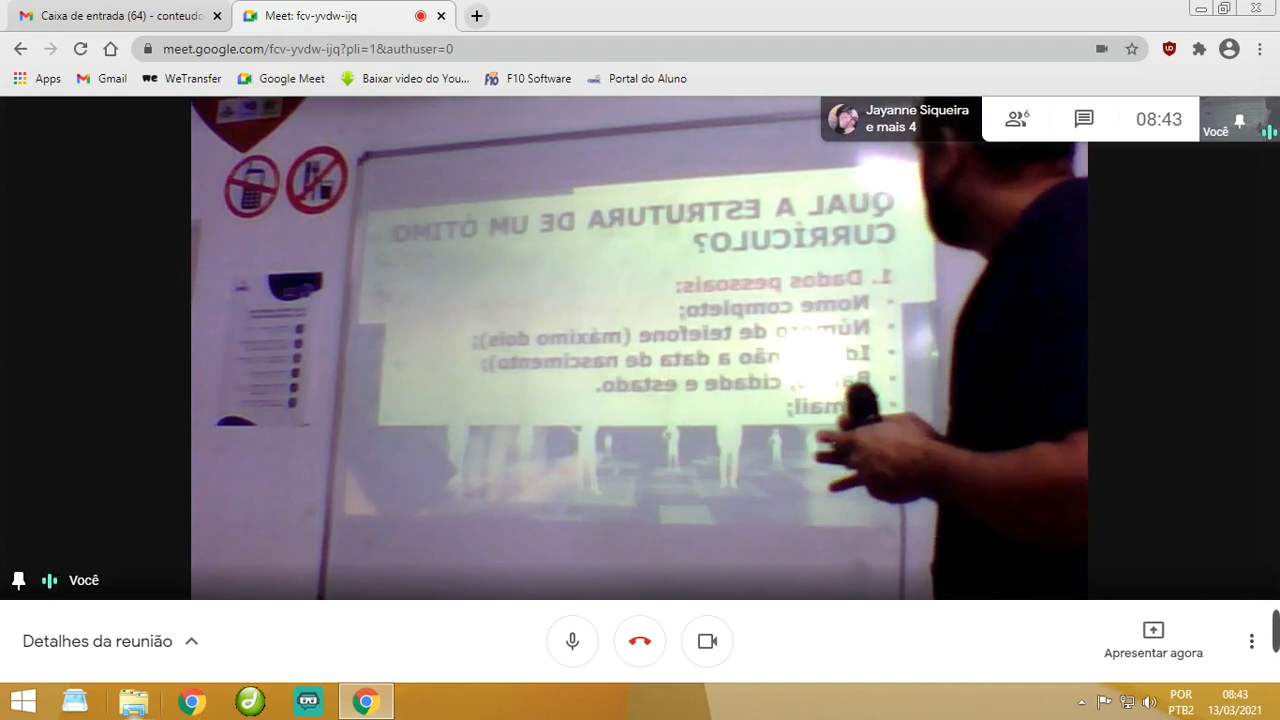 Caixa de entrada (64) - conteudo
Meet: fcv-yvdw-ijq
meet.google.com/fcv-yvdw-ijq?pli=1&authuser=0
Apps
Gmail
WeTransfer
Google Meet
Baixar video do You...
F10 Software
Portal do Aluno
Jayanne Siqueira
e mais 4
6
08:43
Você
QUAL A ESTRUTURA DE UM ÓTIMO
CURRÍCULO?
1. Dados pessoais:
• Nome completo;
• Número de telefone (máximo dois);
• não a data de nascimento);
• cidade e estado.
Você
Detalhes da reunião
Apresentar agora
POR
PTB2
08:43
13/03/2021